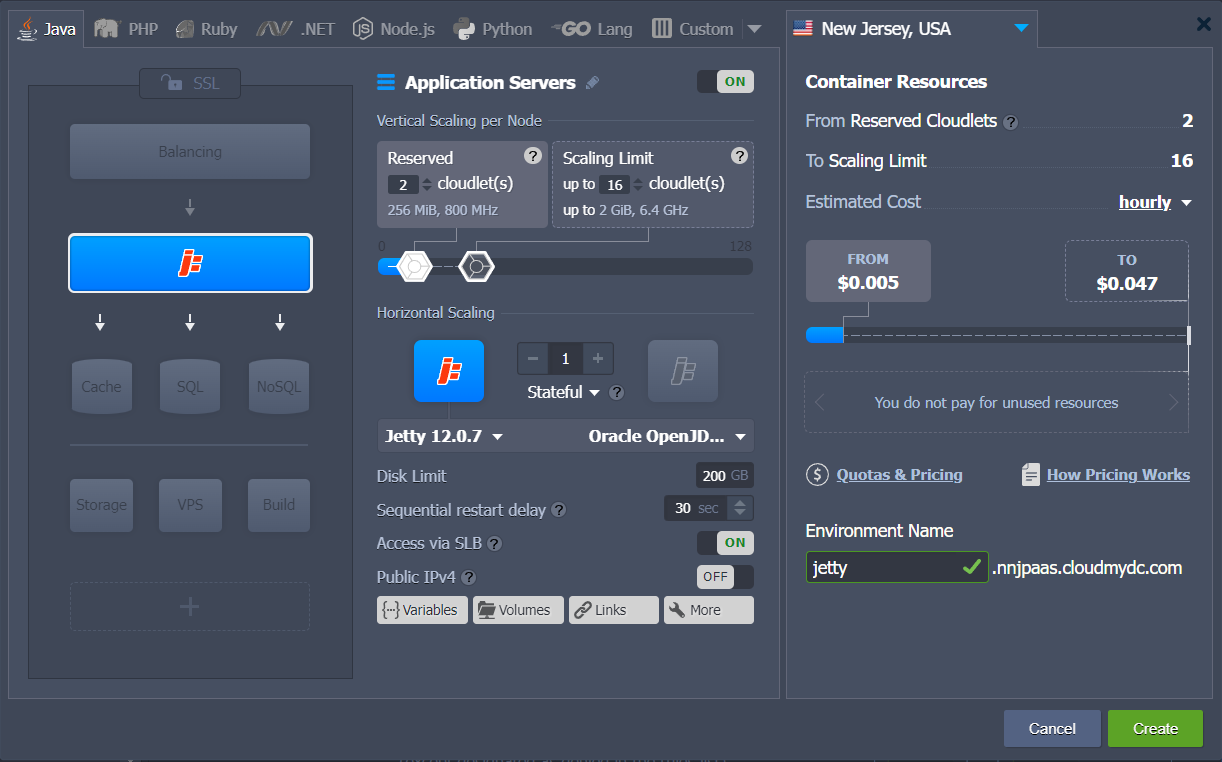 Java
PHP
Ruby
.NET
Node.js
Python
Lang
Custom
New Jersey, USA
SSL
Balancing
Cache
SQL
NoSQL
Storage
VPS
Build
+
Application Servers
ON
Vertical Scaling per Node
Reserved ?
2 cloudlet(s)
256 MiB, 800 MHz
Scaling Limit ?
up to 16 cloudlet(s)
up to 2 GiB, 6.4 GHz
0 128
Horizontal Scaling
− 1 +
Stateful ?
Jetty 12.0.7 Oracle OpenJD...
Disk Limit 200 GB
Sequential restart delay ? 30 sec
Access via SLB ? ON
Public IPv4 ? OFF
Variables Volumes Links More
Container Resources
From Reserved Cloudlets ? 2
To Scaling Limit 16
Estimated Cost hourly
FROM
$0.005
TO
$0.047
You do not pay for unused resources
$ Quotas & Pricing How Pricing Works
Environment Name
jetty .nnjpaas.cloudmydc.com
Cancel Create